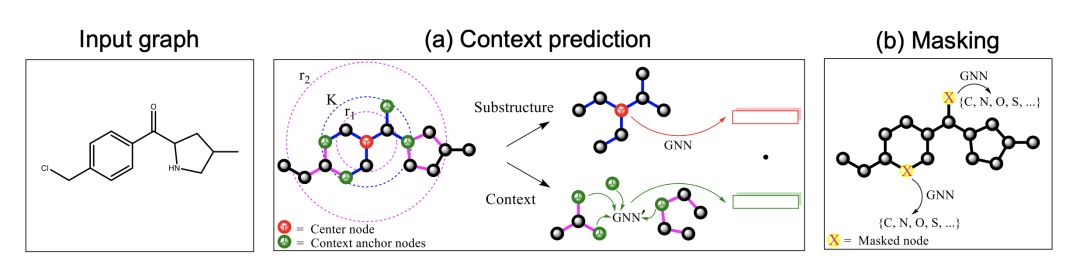 Input graph
(a) Context prediction
(b) Masking
O
Cl
HN
r2
K
r1
Substructure
GNN
Context
GNN′
= Center node
= Context anchor nodes
X
GNN
{C, N, O, S, ...}
X
GNN
{C, N, O, S, ...}
X = Masked node